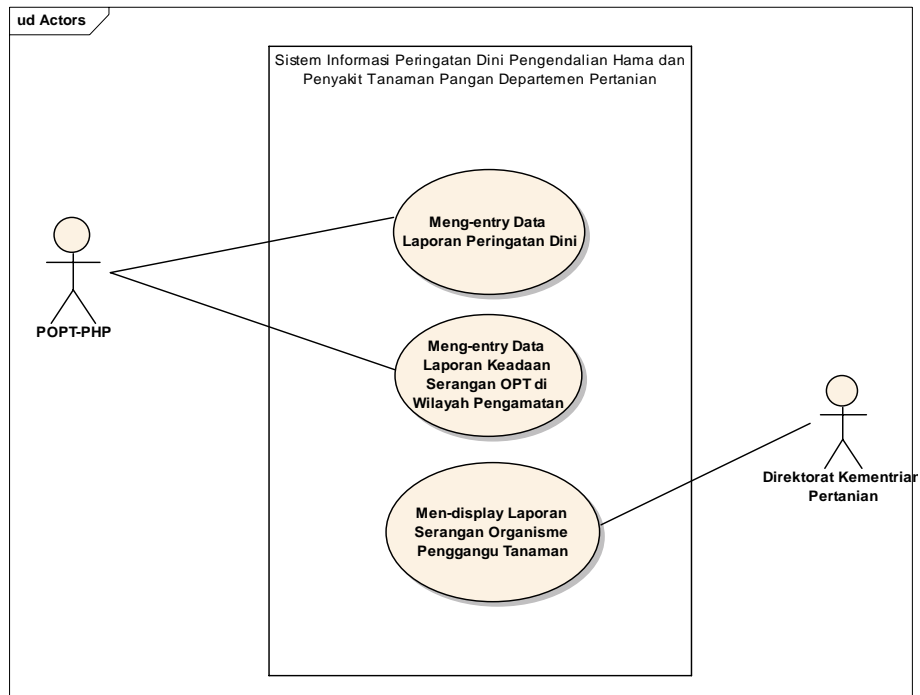 ud Actors
Sistem Informasi Peringatan Dini Pengendalian Hama dan
Penyakit Tanaman Pangan Departemen Pertanian
Meng-entry Data
Laporan Peringatan Dini
POPT-PHP
Meng-entry Data
Laporan Keadaan
Serangan OPT di
Wilayah Pengamatan
Direktorat Kementrian
Pertanian
Men-display Laporan
Serangan Organisme
Penggangu Tanaman